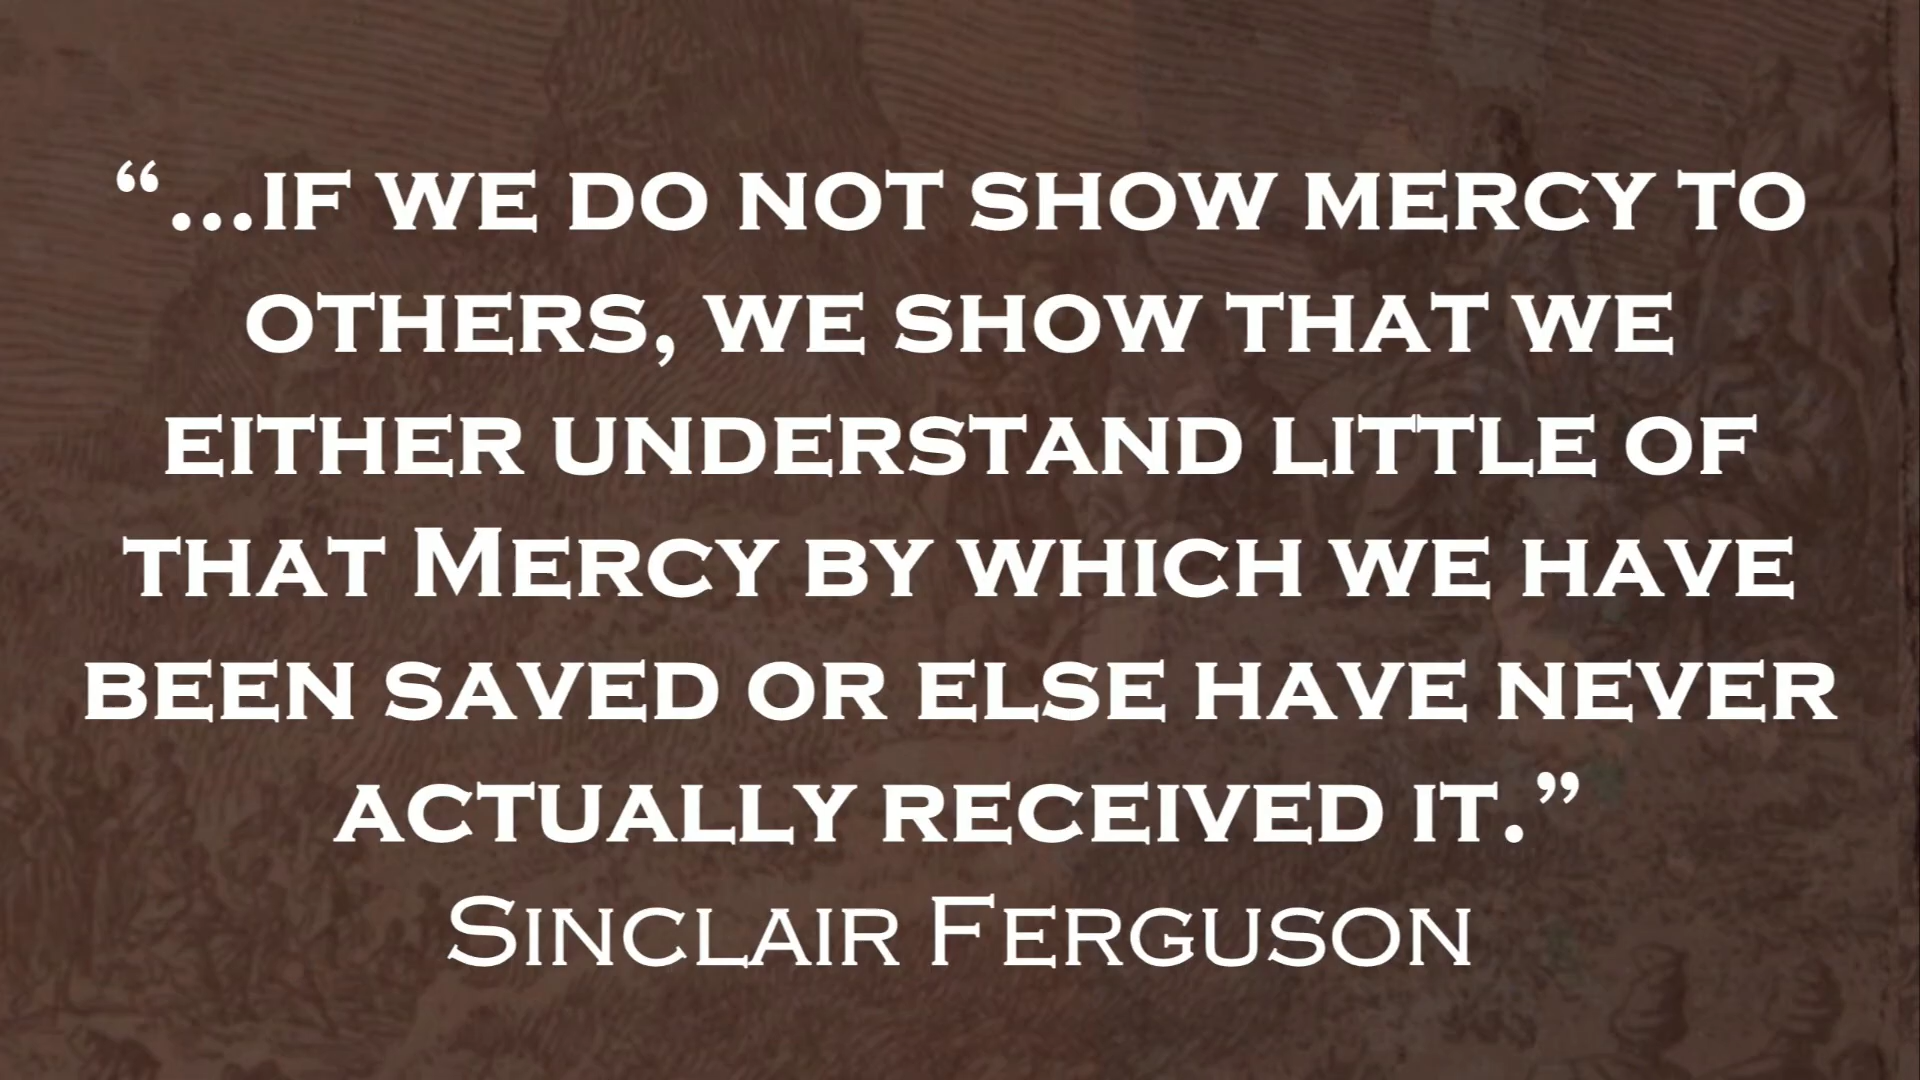 “...IF WE DO NOT SHOW MERCY TO
OTHERS, WE SHOW THAT WE
EITHER UNDERSTAND LITTLE OF
THAT MERCY BY WHICH WE HAVE
BEEN SAVED OR ELSE HAVE NEVER
ACTUALLY RECEIVED IT.”
SINCLAIR FERGUSON